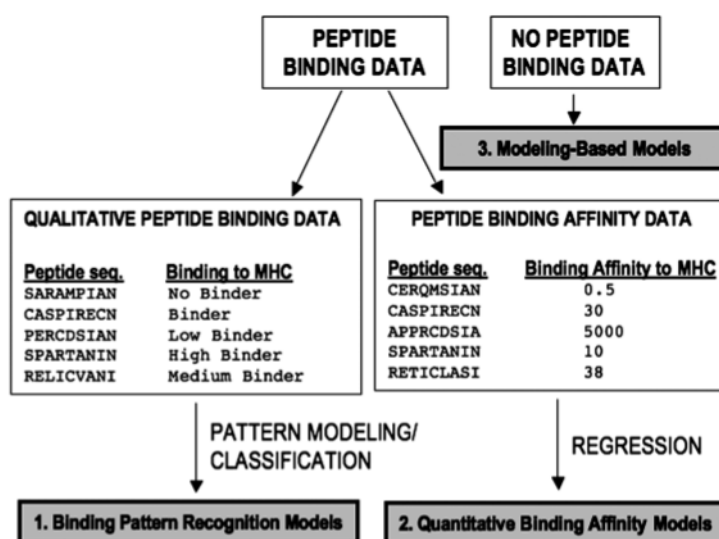 PEPTIDE
BINDING DATA
NO PEPTIDE
BINDING DATA
3. Modeling-Based Models
QUALITATIVE PEPTIDE BINDING DATA
Peptide seq. Binding to MHC
SARAMPIAN No Binder
CASPIRECN Binder
PERCDSIAN Low Binder
SPARTANIN High Binder
RELICVANI Medium Binder
PEPTIDE BINDING AFFINITY DATA
Peptide seq. Binding Affinity to MHC
CERQMSIAN 0.5
CASPIRECN 30
APPRCDSIA 5000
SPARTANIN 10
RETICLASI 38
PATTERN MODELING/
CLASSIFICATION
REGRESSION
1. Binding Pattern Recognition Models
2. Quantitative Binding Affinity Models